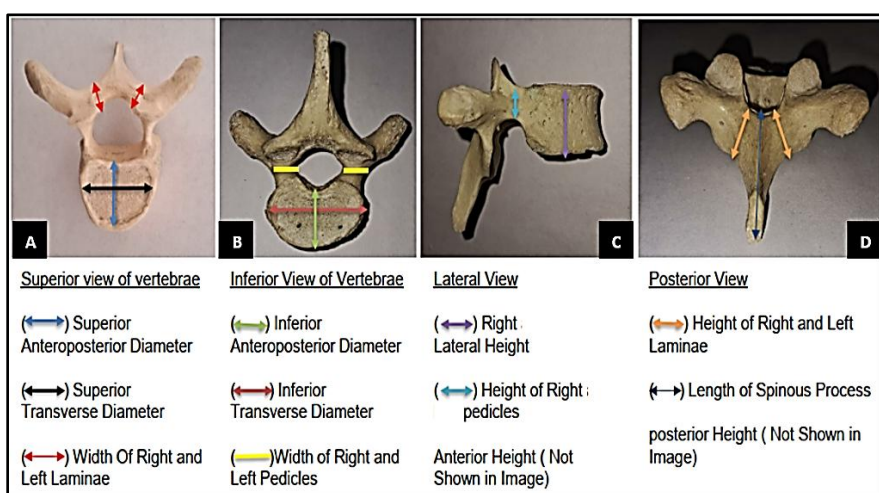 A
B
C
D
Superior view of vertebrae
() Superior
Anteroposterior Diameter
() Superior
Transverse Diameter
() Width Of Right and
Left Laminae
Inferior View of Vertebrae
() Inferior
Anteroposterior Diameter
() Inferior
Transverse Diameter
()Width of Right and
Left Pedicles
Lateral View
() Right
Lateral Height
() Height of Right
pedicles
Anterior Height ( Not
Shown in Image)
Posterior View
() Height of Right and Left
Laminae
() Length of Spinous Process
posterior Height ( Not Shown in
Image)